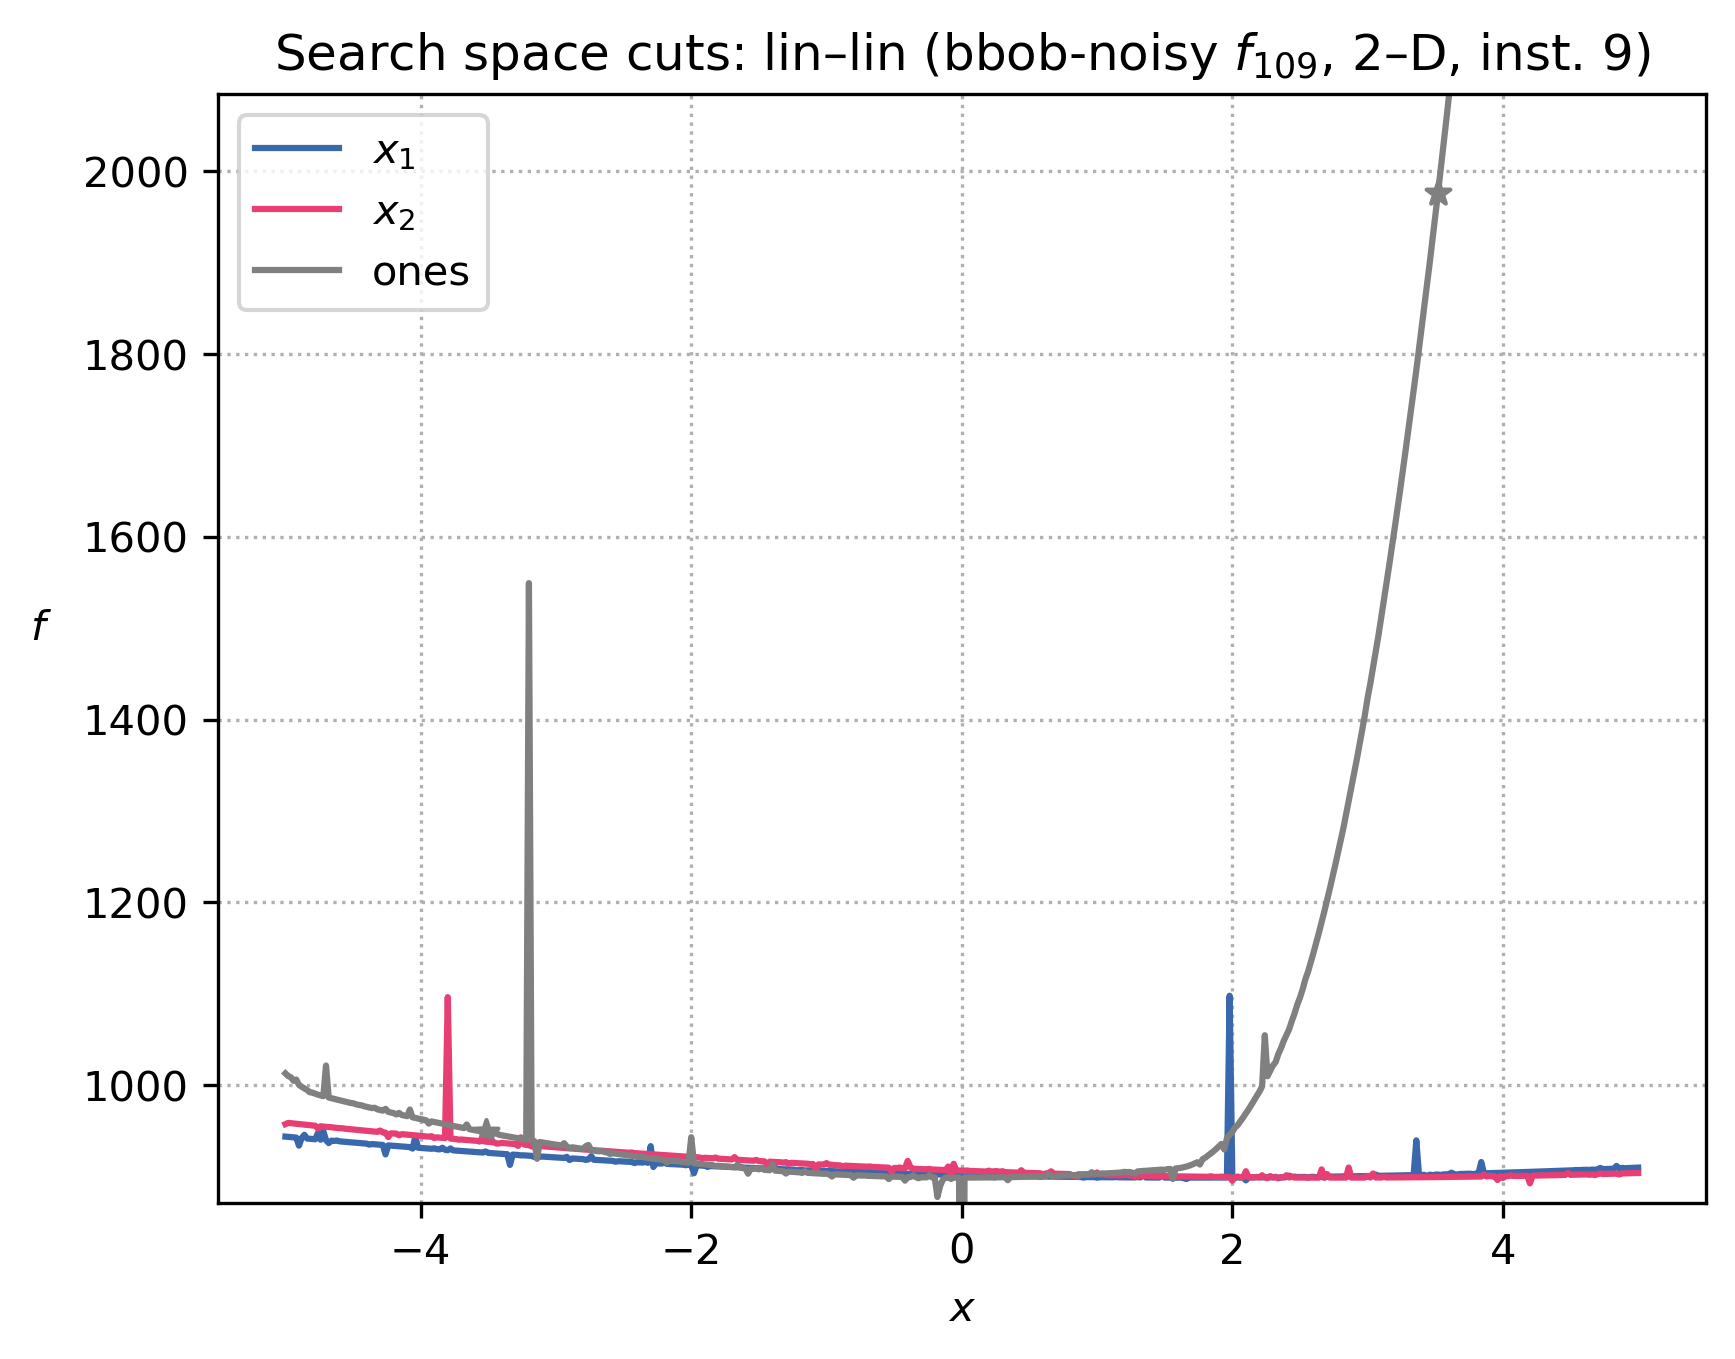 Search space cuts: lin–lin (bbob-noisy f₁₀₉, 2–D, inst. 9)
x₁
x₂
ones
2000
1800
1600
1400
1200
1000
f
−4 −2 0 2 4
x